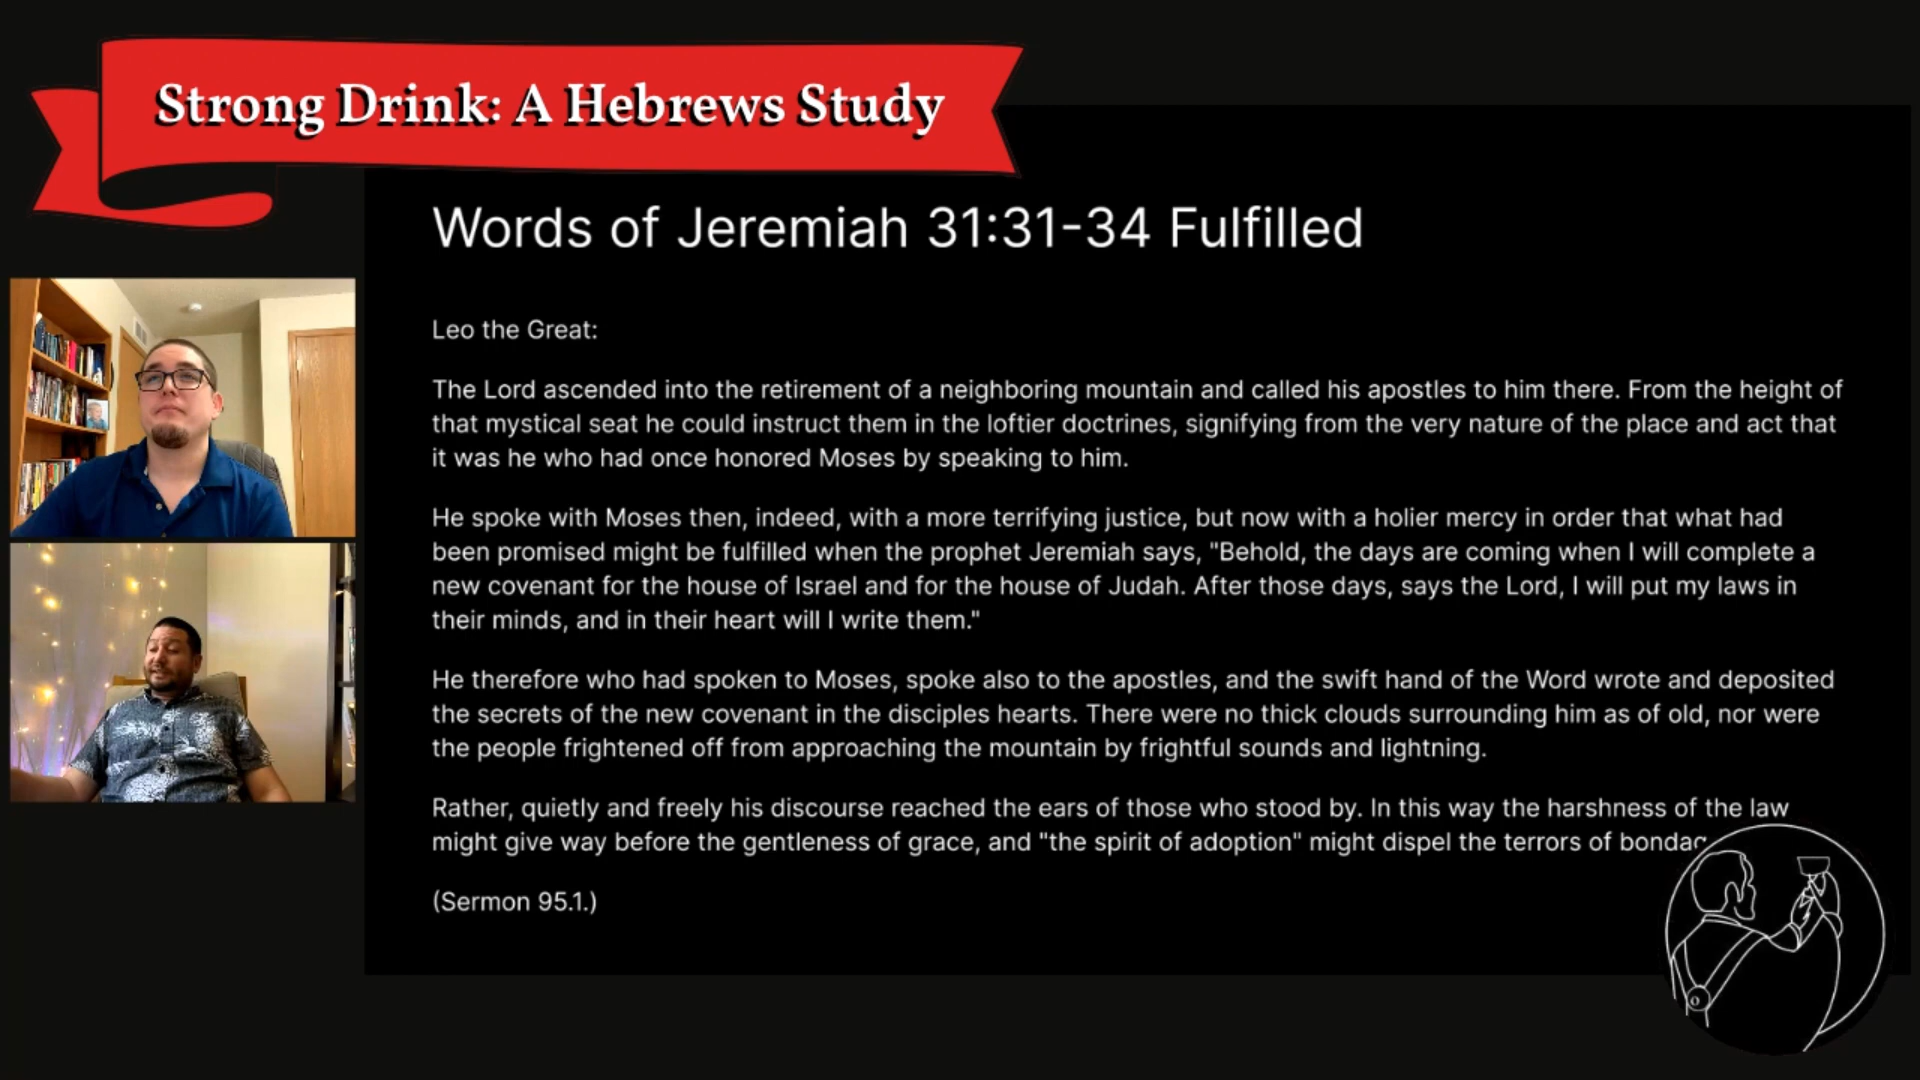 Strong Drink: A Hebrews Study
Words of Jeremiah 31:31-34 Fulfilled
Leo the Great:
The Lord ascended into the retirement of a neighboring mountain and called his apostles to him there. From the height of
that mystical seat he could instruct them in the loftier doctrines, signifying from the very nature of the place and act that
it was he who had once honored Moses by speaking to him.
He spoke with Moses then, indeed, with a more terrifying justice, but now with a holier mercy in order that what had
been promised might be fulfilled when the prophet Jeremiah says, "Behold, the days are coming when I will complete a
new covenant for the house of Israel and for the house of Judah. After those days, says the Lord, I will put my laws in
their minds, and in their heart will I write them."
He therefore who had spoken to Moses, spoke also to the apostles, and the swift hand of the Word wrote and deposited
the secrets of the new covenant in the disciples hearts. There were no thick clouds surrounding him as of old, nor were
the people frightened off from approaching the mountain by frightful sounds and lightning.
Rather, quietly and freely his discourse reached the ears of those who stood by. In this way the harshness of the law
might give way before the gentleness of grace, and "the spirit of adoption" might dispel the terrors of
(Sermon 95.1.)